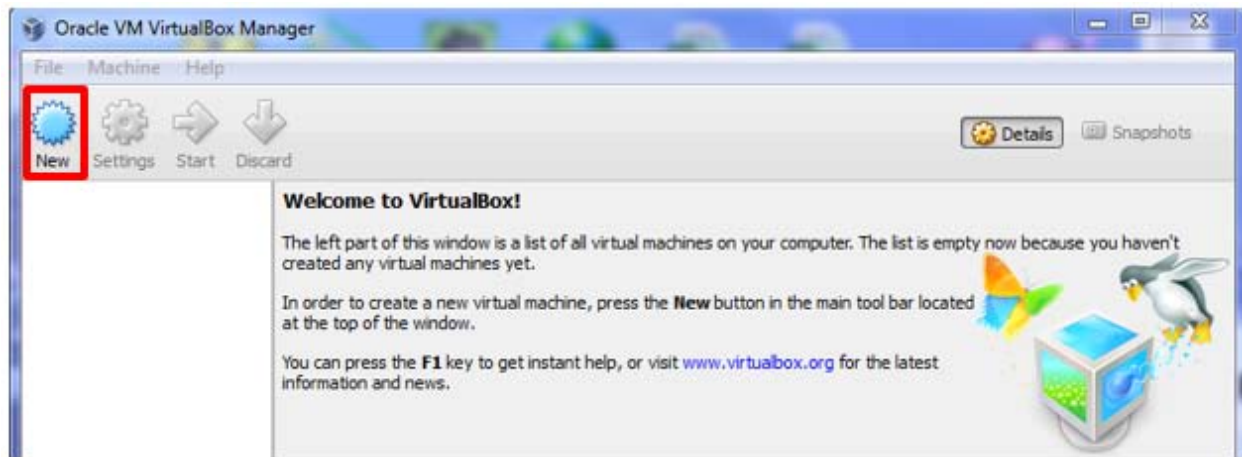 Oracle VM VirtualBox Manager
File Machine Help
New Settings Start Discard
Details Snapshots
Welcome to VirtualBox!
The left part of this window is a list of all virtual machines on your computer. The list is empty now because you haven't
created any virtual machines yet.
In order to create a new virtual machine, press the New button in the main tool bar located
at the top of the window.
You can press the F1 key to get instant help, or visit www.virtualbox.org for the latest
information and news.